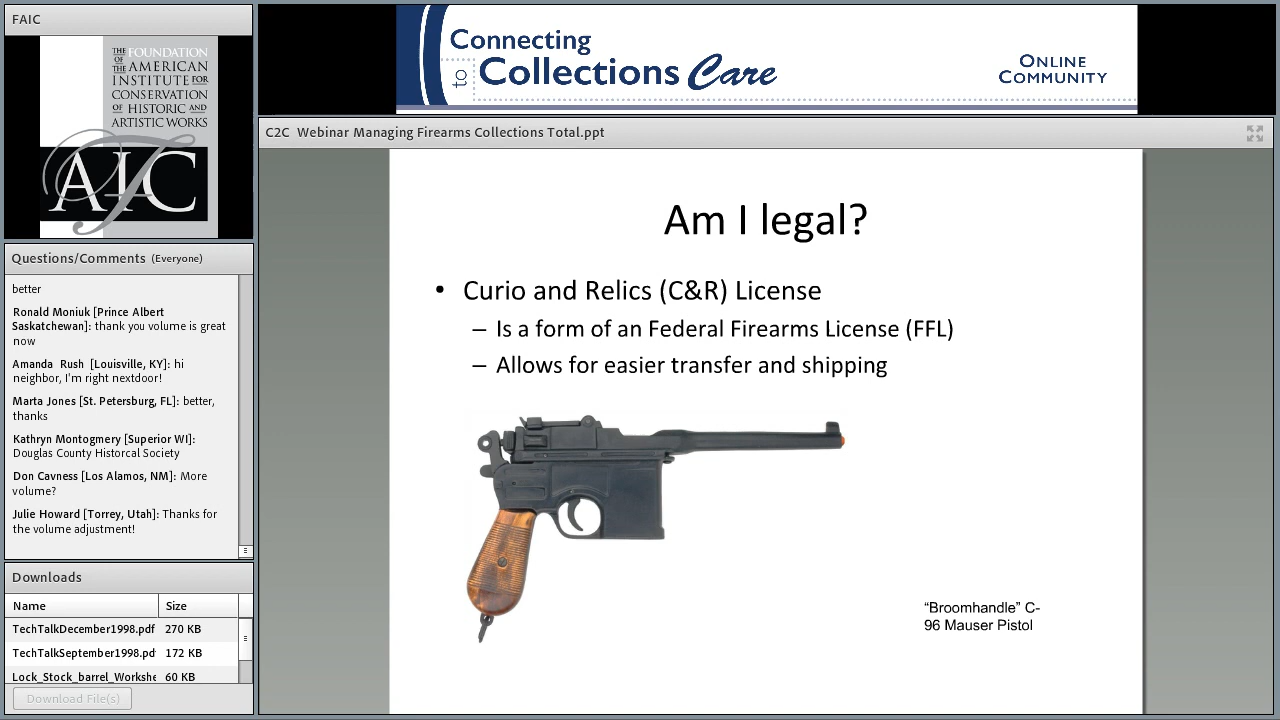 FAIC
THE FOUNDATION
OF THE AMERICAN
INSTITUTE FOR
CONSERVATION
OF HISTORIC AND
ARTISTIC WORKS
AIC
Connecting
to Collections Care
ONLINE
COMMUNITY
C2C Webinar Managing Firearms Collections Total.ppt
Questions/Comments (Everyone)
better
Ronald Moniuk [Prince Albert
Saskatchewan]: thank you volume is great
now
Amanda Rush [Louisville, KY]: hi
neighbor, I'm right nextdoor!
Marta Jones [St. Petersburg, FL]: better,
thanks
Kathryn Montogmery [Superior WI]:
Douglas County Historcal Society
Don Cavness [Los Alamos, NM]: More
volume?
Julie Howard [Torrey, Utah]: Thanks for
the volume adjustment!
Downloads
Name Size
TechTalkDecember1998.pdf 270 KB
TechTalkSeptember1998.pd 172 KB
Lock_Stock_barrel_Workshe 60 KB
Download File(s)
Am I legal?
• Curio and Relics (C&R) License
– Is a form of an Federal Firearms License (FFL)
– Allows for easier transfer and shipping
“Broomhandle” C-
96 Mauser Pistol